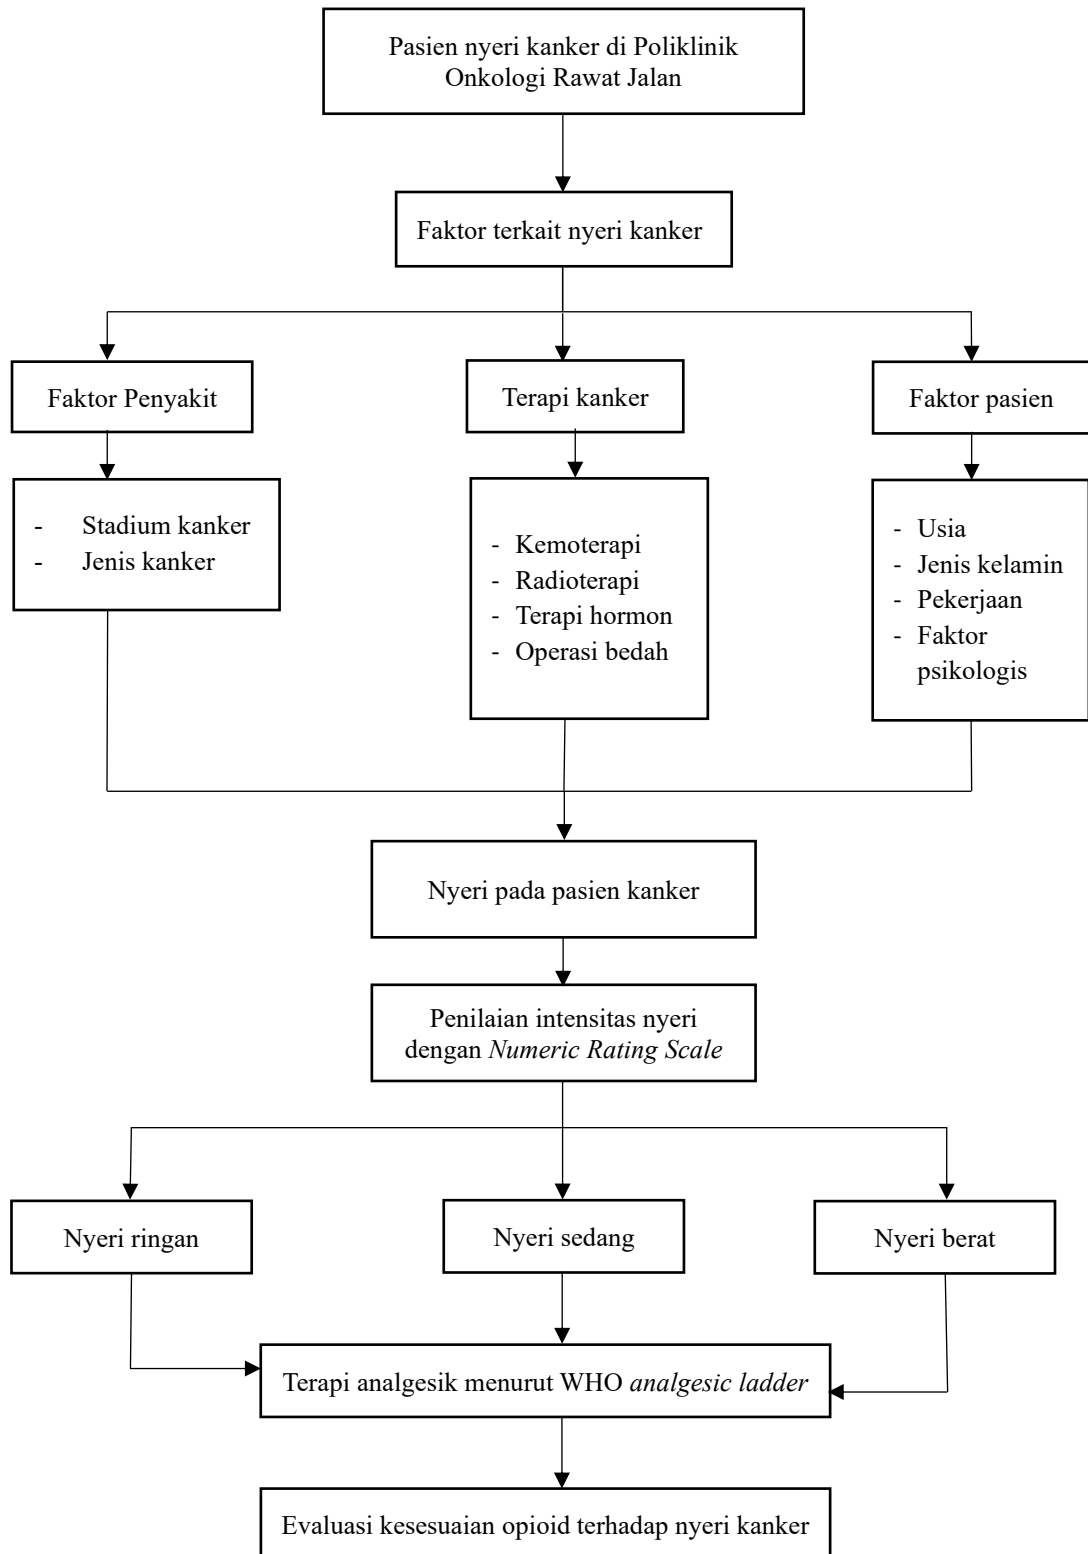 Pasien nyeri kanker di Poliklinik
Onkologi Rawat Jalan
Faktor terkait nyeri kanker
Faktor Penyakit
Terapi kanker
Faktor pasien
- Stadium kanker
- Jenis kanker
- Kemoterapi
- Radioterapi
- Terapi hormon
- Operasi bedah
- Usia
- Jenis kelamin
- Pekerjaan
- Faktor
psikologis
Nyeri pada pasien kanker
Penilaian intensitas nyeri
dengan Numeric Rating Scale
Nyeri ringan
Nyeri sedang
Nyeri berat
Terapi analgesik menurut WHO analgesic ladder
Evaluasi kesesuaian opioid terhadap nyeri kanker